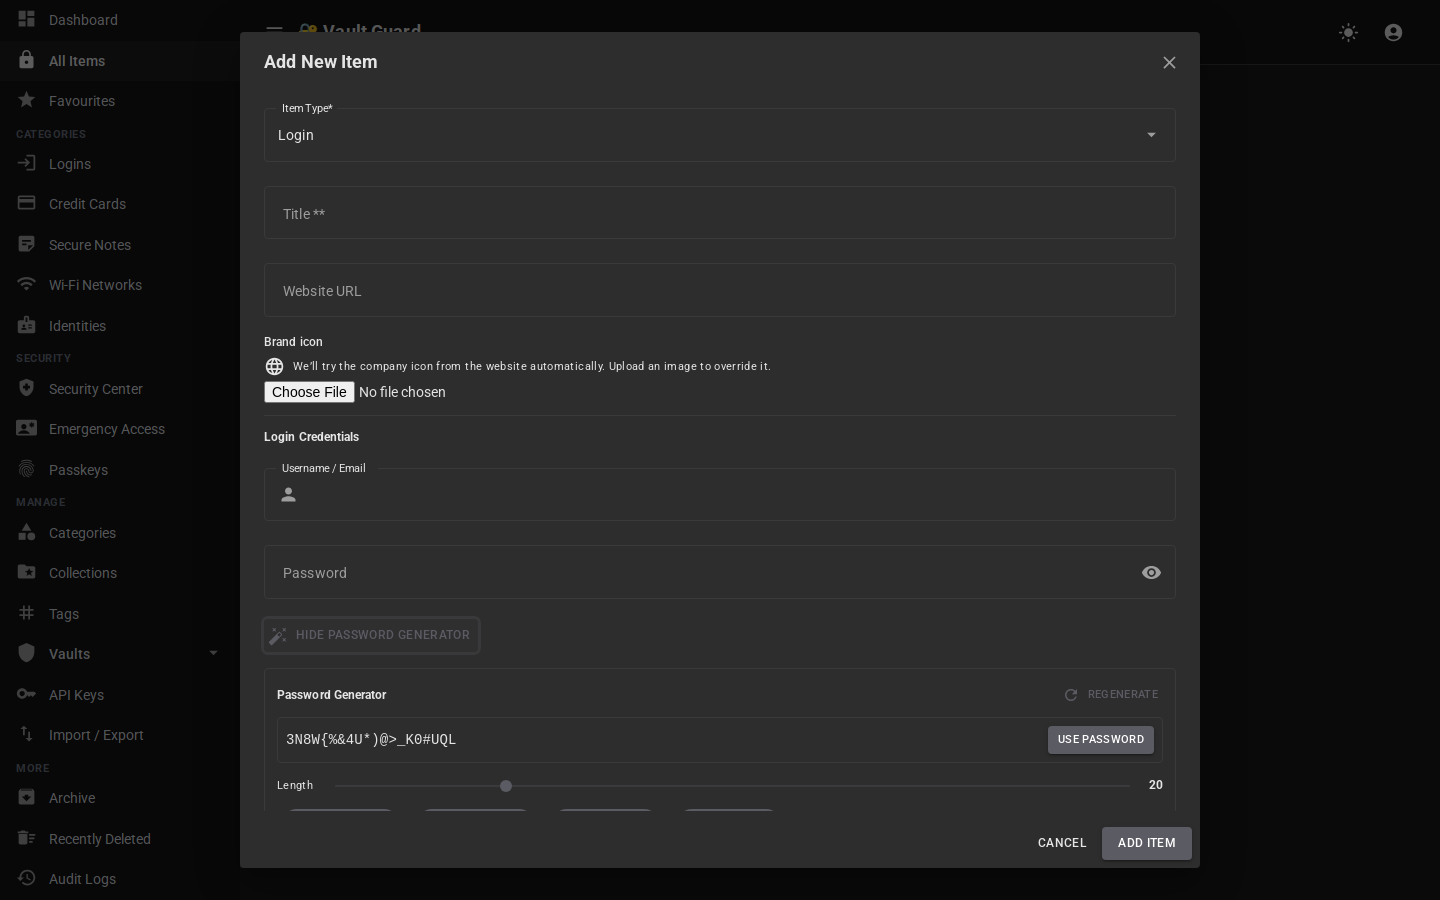 Dashboard
All Items
Favourites
CATEGORIES
Logins
Credit Cards
Secure Notes
Wi-Fi Networks
Identities
SECURITY
Security Center
Emergency Access
Passkeys
MANAGE
Categories
Collections
Tags
Vaults
API Keys
Import / Export
MORE
Archive
Recently Deleted
Audit Logs
Vault Guard
Add New Item
Item Type*
Login
Title **
Website URL
Brand icon
We'll try the company icon from the website automatically. Upload an image to override it.
Choose File No file chosen
Login Credentials
Username / Email
Password
HIDE PASSWORD GENERATOR
Password Generator
REGENERATE
3N8W{%&4U*)@>_K0#UQL
USE PASSWORD
Length
20
CANCEL
ADD ITEM